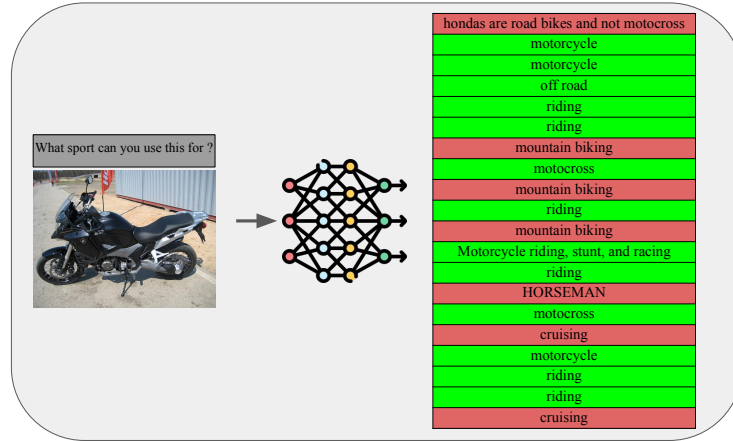 What sport can you use this for ?
hondas are road bikes and not motocross
motorcycle
motorcycle
off road
riding
riding
mountain biking
motocross
mountain biking
riding
mountain biking
Motorcycle riding, stunt, and racing
riding
HORSEMAN
motocross
cruising
motorcycle
riding
riding
cruising